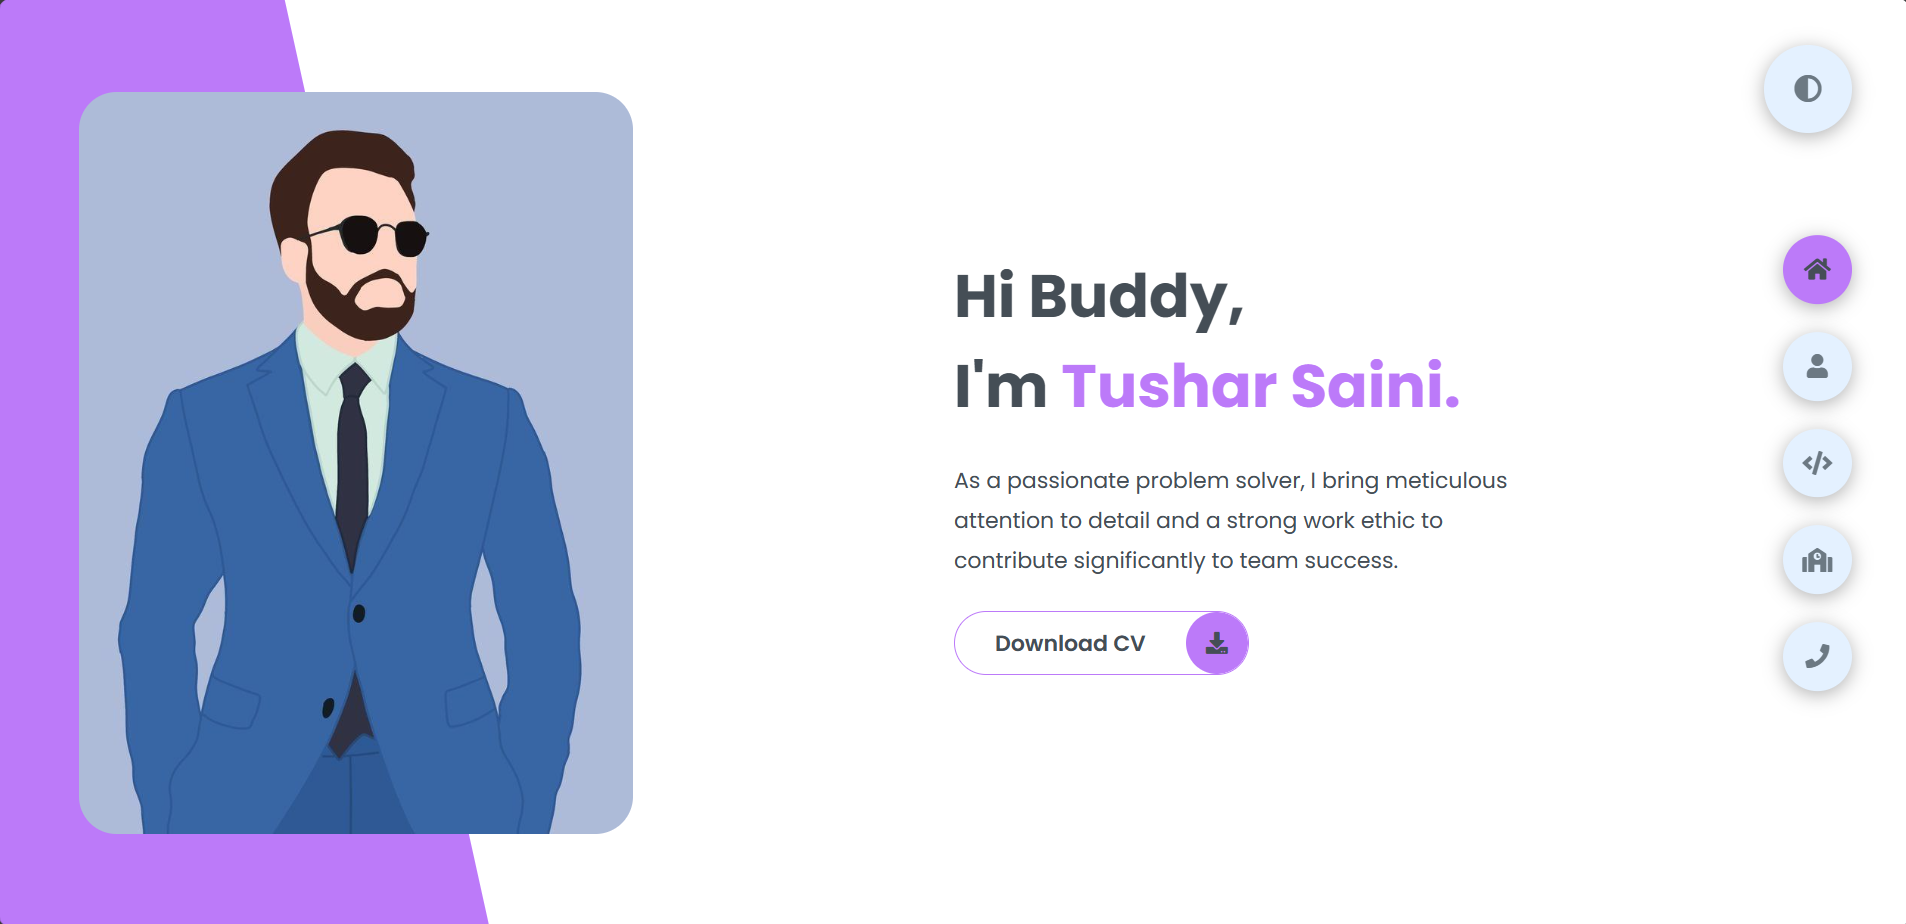 Hi Buddy,
I'm Tushar Saini.
As a passionate problem solver, I bring meticulous
attention to detail and a strong work ethic to
contribute significantly to team success.
Download CV